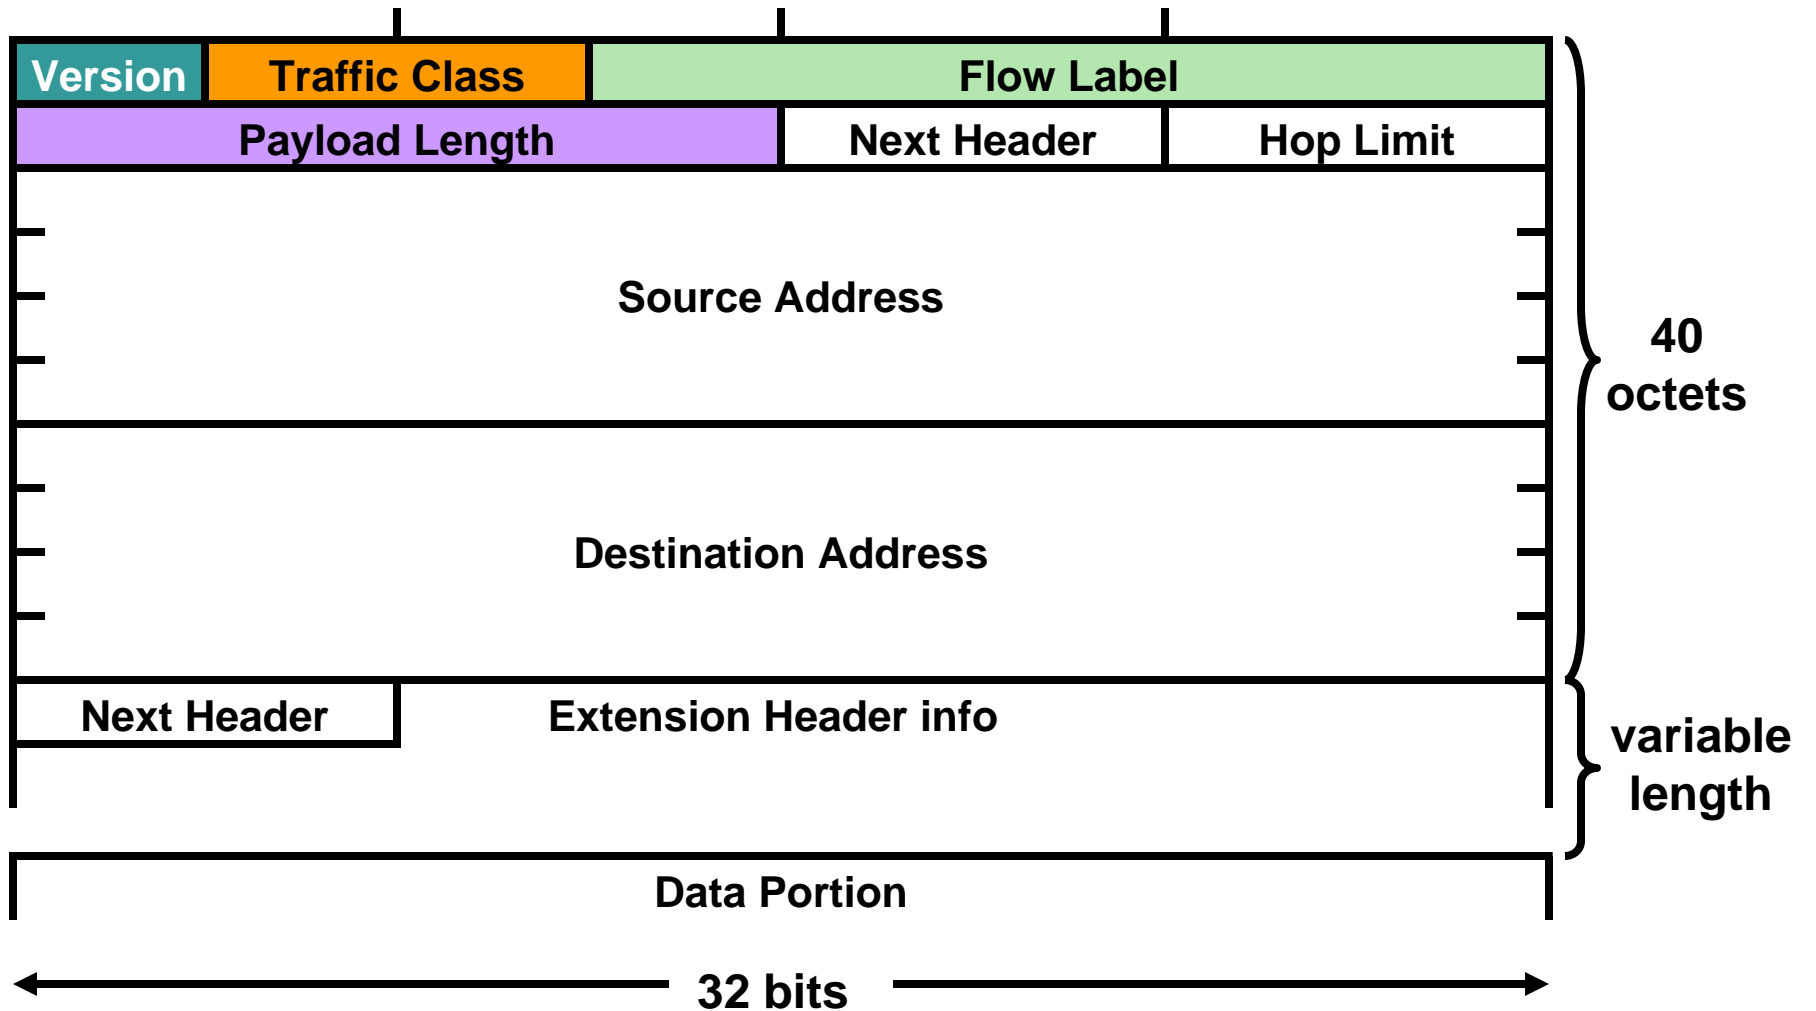 Version Traffic Class Flow Label
Payload Length Next Header Hop Limit
Source Address
40
octets
Destination Address
Next Header Extension Header info
variable
length
Data Portion
32 bits